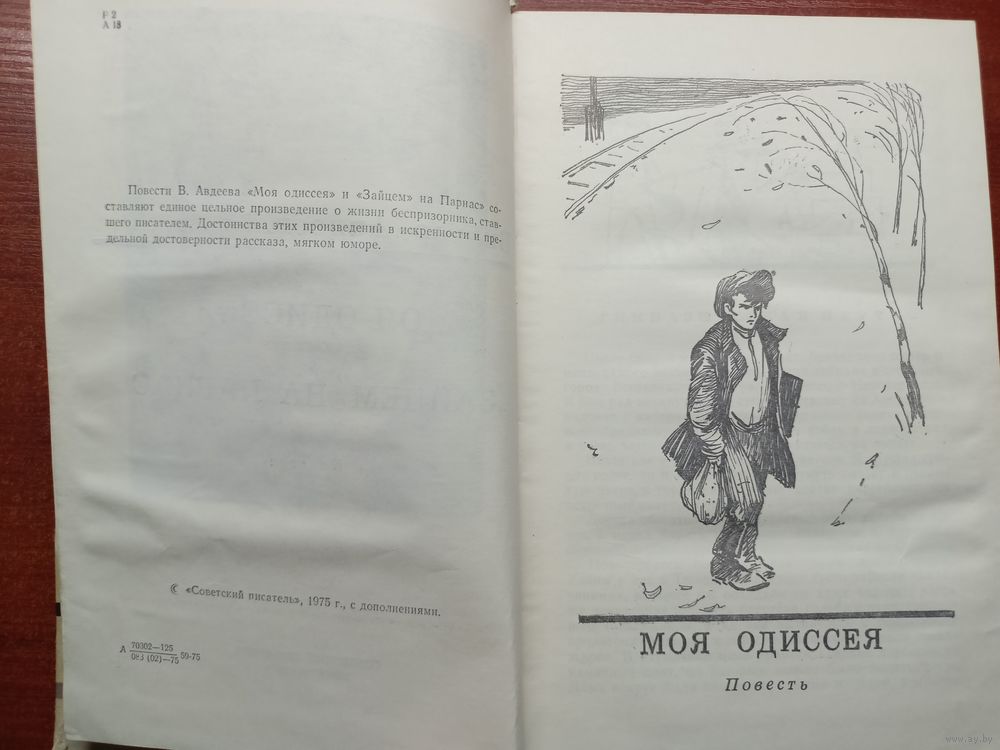 Р 2
А 18
Повести В. Авдеева «Моя одиссея» и «Зайцем» на Парнас» со-
ставляют единое цельное произведение о жизни беспризорника, став-
шего писателем. Достоинства этих произведений в искренности и пре-
дельной достоверности рассказа, мягком юморе.
© «Советский писатель», 1975 г., с дополнениями.
А 70302—125
083 (02)—75 59-75
МОЯ ОДИССЕЯ
Повесть
www.ay.by